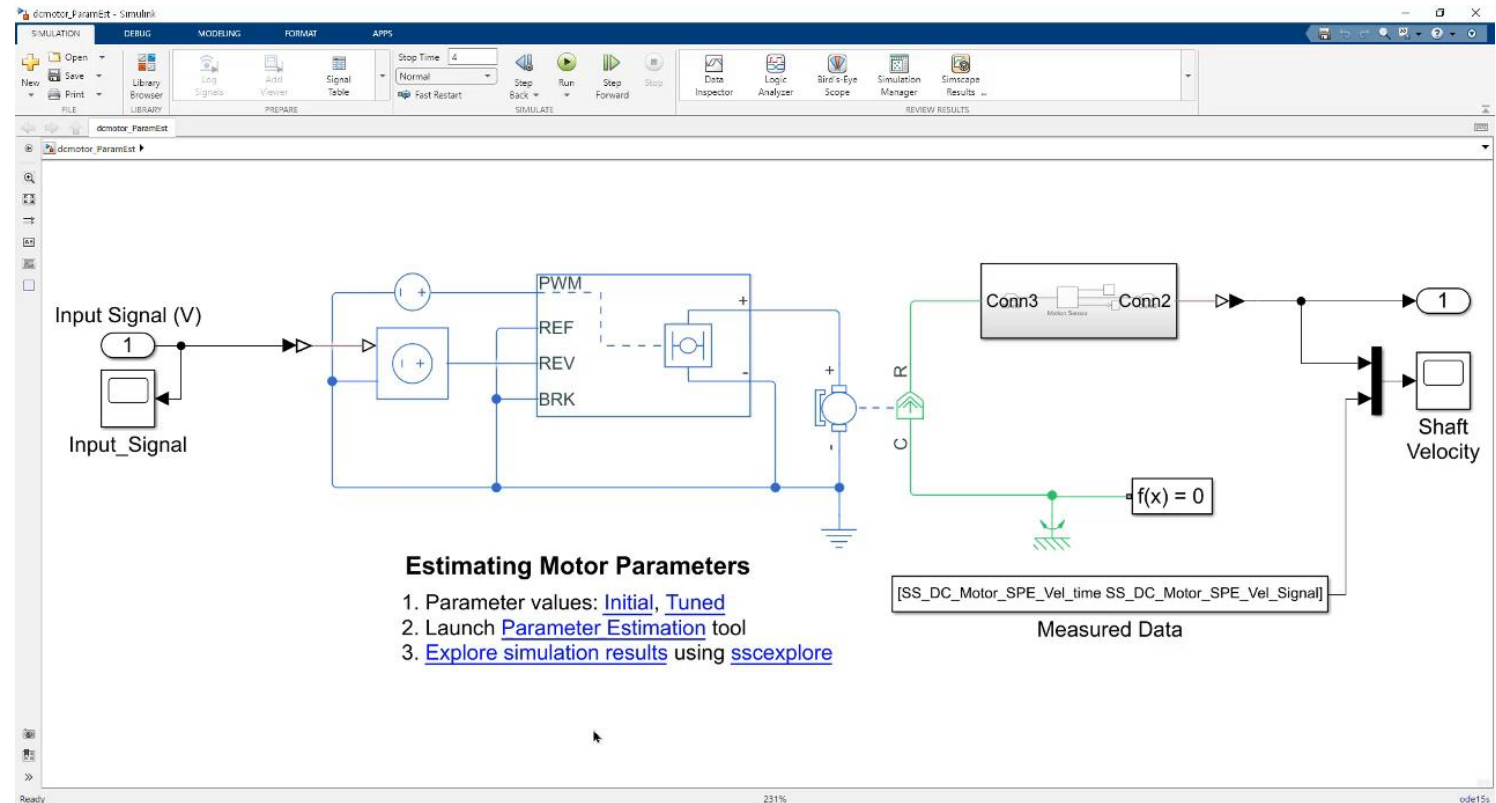 dcmotor_ParamEst - Simulink
SIMULATION DEBUG MODELING FORMAT APPS
New
Open
Save
Print
FILE
Library Browser
LIBRARY
Log Signals
Add Viewer
Signal Table
PREPARE
Stop Time 4
Normal
Fast Restart
Step Back
Run
Step Forward
Stop
SIMULATE
Data Inspector
Logic Analyzer
Bird's-Eye Scope
Simulation Manager
Simscape Results ...
REVIEW RESULTS
dcmotor_ParamEst
dcmotor_ParamEst
Input Signal (V)
1
Input_Signal
PWM
REF
REV
BRK
+
-
+
-
R
C
Conn3
Motion Sensor
Conn2
1
Shaft
Velocity
f(x) = 0
[SS_DC_Motor_SPE_Vel_time SS_DC_Motor_SPE_Vel_Signal]
Measured Data
Estimating Motor Parameters
1. Parameter values: Initial, Tuned
2. Launch Parameter Estimation tool
3. Explore simulation results using sscexplore
Ready
231%
ode15s